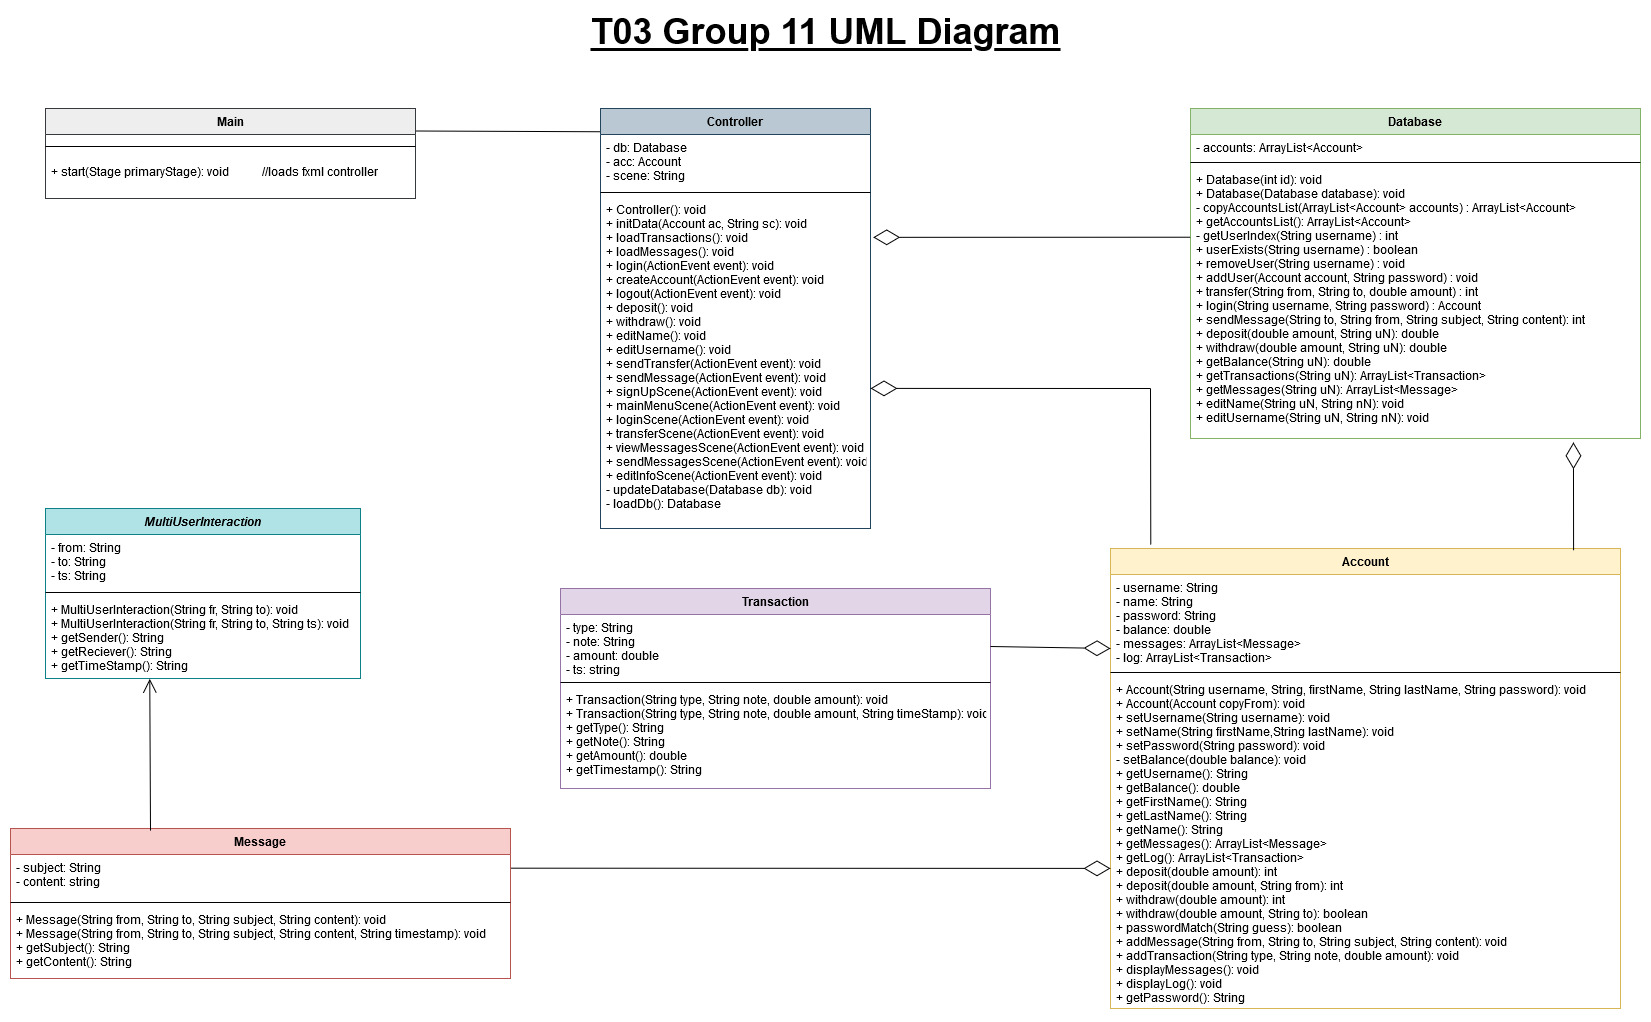 T03 Group 11 UML Diagram
Main
+ start(Stage primaryStage): void //loads fxml controller
Controller
- db: Database
- acc: Account
- scene: String
+ Controller(): void
+ initData(Account ac, String sc): void
+ loadTransactions(): void
+ loadMessages(): void
+ login(ActionEvent event): void
+ createAccount(ActionEvent event): void
+ logout(ActionEvent event): void
+ deposit(): void
+ withdraw(): void
+ editName(): void
+ editUsername(): void
+ sendTransfer(ActionEvent event): void
+ sendMessage(ActionEvent event): void
+ signUpScene(ActionEvent event): void
+ mainMenuScene(ActionEvent event): void
+ loginScene(ActionEvent event): void
+ transferScene(ActionEvent event): void
+ viewMessagesScene(ActionEvent event): void
+ sendMessagesScene(ActionEvent event): void
+ editInfoScene(ActionEvent event): void
- updateDatabase(Database db): void
- loadDb(): Database
Database
- accounts: ArrayList<Account>
+ Database(int id): void
+ Database(Database database): void
- copyAccountsList(ArrayList<Account> accounts) : ArrayList<Account>
+ getAccountsList(): ArrayList<Account>
- getUserIndex(String username) : int
+ userExists(String username) : boolean
+ removeUser(String username) : void
+ addUser(Account account, String password) : void
+ transfer(String from, String to, double amount) : int
+ login(String username, String password) : Account
+ sendMessage(String to, String from, String subject, String content): int
+ deposit(double amount, String uN): double
+ withdraw(double amount, String uN): double
+ getBalance(String uN): double
+ getTransactions(String uN): ArrayList<Transaction>
+ getMessages(String uN): ArrayList<Message>
+ editName(String uN, String nN): void
+ editUsername(String uN, String nN): void
MultiUserInteraction
- from: String
- to: String
- ts: String
+ MultiUserInteraction(String fr, String to): void
+ MultiUserInteraction(String fr, String to, String ts): void
+ getSender(): String
+ getReciever(): String
+ getTimeStamp(): String
Transaction
- type: String
- note: String
- amount: double
- ts: string
+ Transaction(String type, String note, double amount): void
+ Transaction(String type, String note, double amount, String timeStamp): void
+ getType(): String
+ getNote(): String
+ getAmount(): double
+ getTimestamp(): String
Account
- username: String
- name: String
- password: String
- balance: double
- messages: ArrayList<Message>
- log: ArrayList<Transaction>
+ Account(String username, String, firstName, String lastName, String password): void
+ Account(Account copyFrom): void
+ setUsername(String username): void
+ setName(String firstName,String lastName): void
+ setPassword(String password): void
- setBalance(double balance): void
+ getUsername(): String
+ getBalance(): double
+ getFirstName(): String
+ getLastName(): String
+ getName(): String
+ getMessages(): ArrayList<Message>
+ getLog(): ArrayList<Transaction>
+ deposit(double amount): int
+ deposit(double amount, String from): int
+ withdraw(double amount): int
+ withdraw(double amount, String to): boolean
+ passwordMatch(String guess): boolean
+ addMessage(String from, String to, String subject, String content): void
+ addTransaction(String type, String note, double amount): void
+ displayMessages(): void
+ displayLog(): void
+ getPassword(): String
Message
- subject: String
- content: string
+ Message(String from, String to, String subject, String content): void
+ Message(String from, String to, String subject, String content, String timestamp): void
+ getSubject(): String
+ getContent(): String